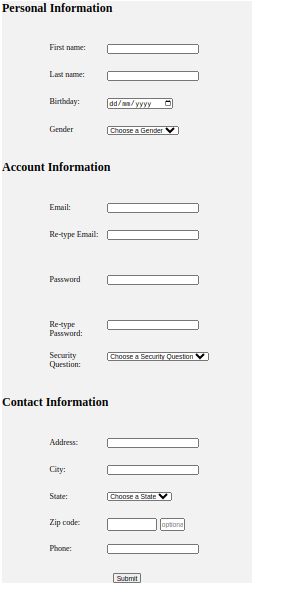 Personal Information
First name:
Last name:
Birthday: dd/mm/yyyy
Gender Choose a Gender
Account Information
Email:
Re-type Email:
Password
Re-type
Password:
Security Choose a Security Question
Question:
Contact Information
Address:
City:
State: Choose a State
Zip code: optiona
Phone:
Submit